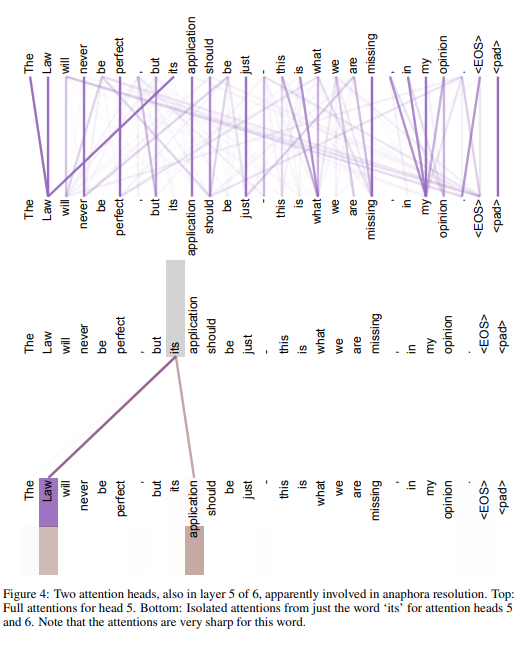 The Law will never be perfect , but its application should be just - this is what we are missing , in my opinion . <EOS> <pad>
The Law will never be perfect , but its application should be just - this is what we are missing , in my opinion . <EOS> <pad>
The Law will never be perfect , but its application should be just - this is what we are missing , in my opinion . <EOS> <pad>
The Law will never be perfect , but its application should be just - this is what we are missing , in my opinion . <EOS> <pad>
Figure 4: Two attention heads, also in layer 5 of 6, apparently involved in anaphora resolution. Top:
Full attentions for head 5. Bottom: Isolated attentions from just the word ‘its’ for attention heads 5
and 6. Note that the attentions are very sharp for this word.